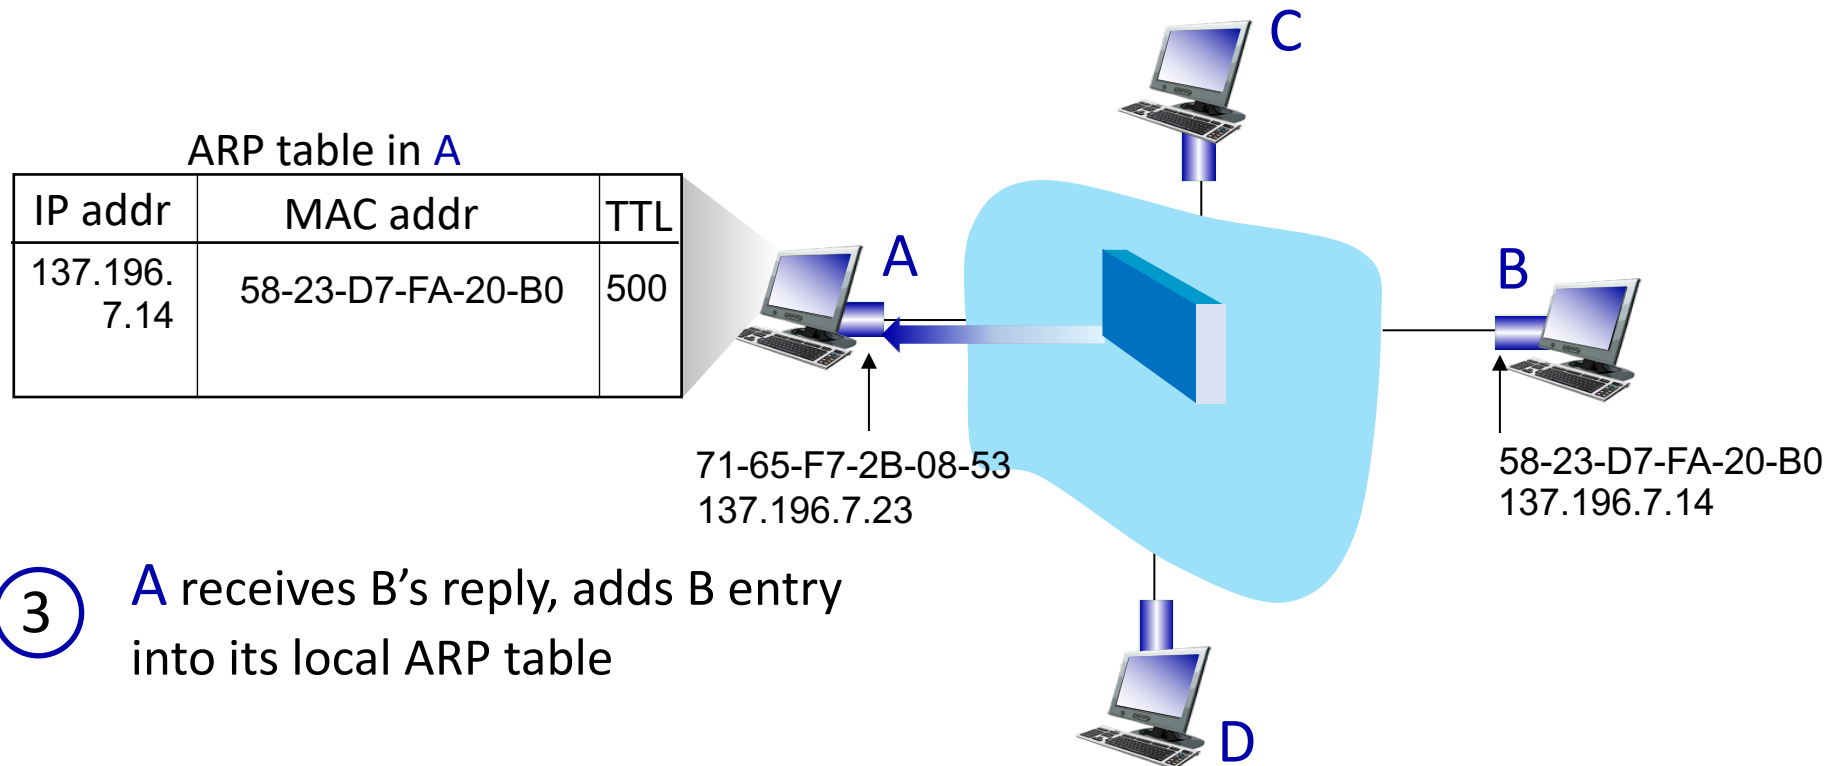 C
ARP table in A
IP addr MAC addr TTL
137.196. 58-23-D7-FA-20-B0 500
7.14
A
B
71-65-F7-2B-08-53
137.196.7.23
58-23-D7-FA-20-B0
137.196.7.14
3 A receives B’s reply, adds B entry
into its local ARP table
D